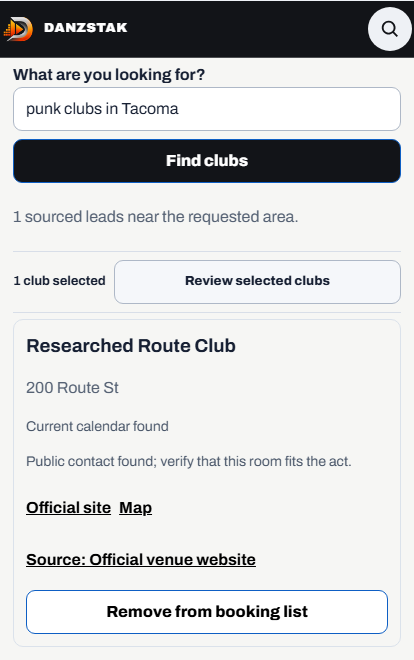 DANZSTAK
What are you looking for?
punk clubs in Tacoma
Find clubs
1 sourced leads near the requested area.
1 club selected
Review selected clubs
Researched Route Club
200 Route St
Current calendar found
Public contact found; verify that this room fits the act.
Official site Map
Source: Official venue website
Remove from booking list